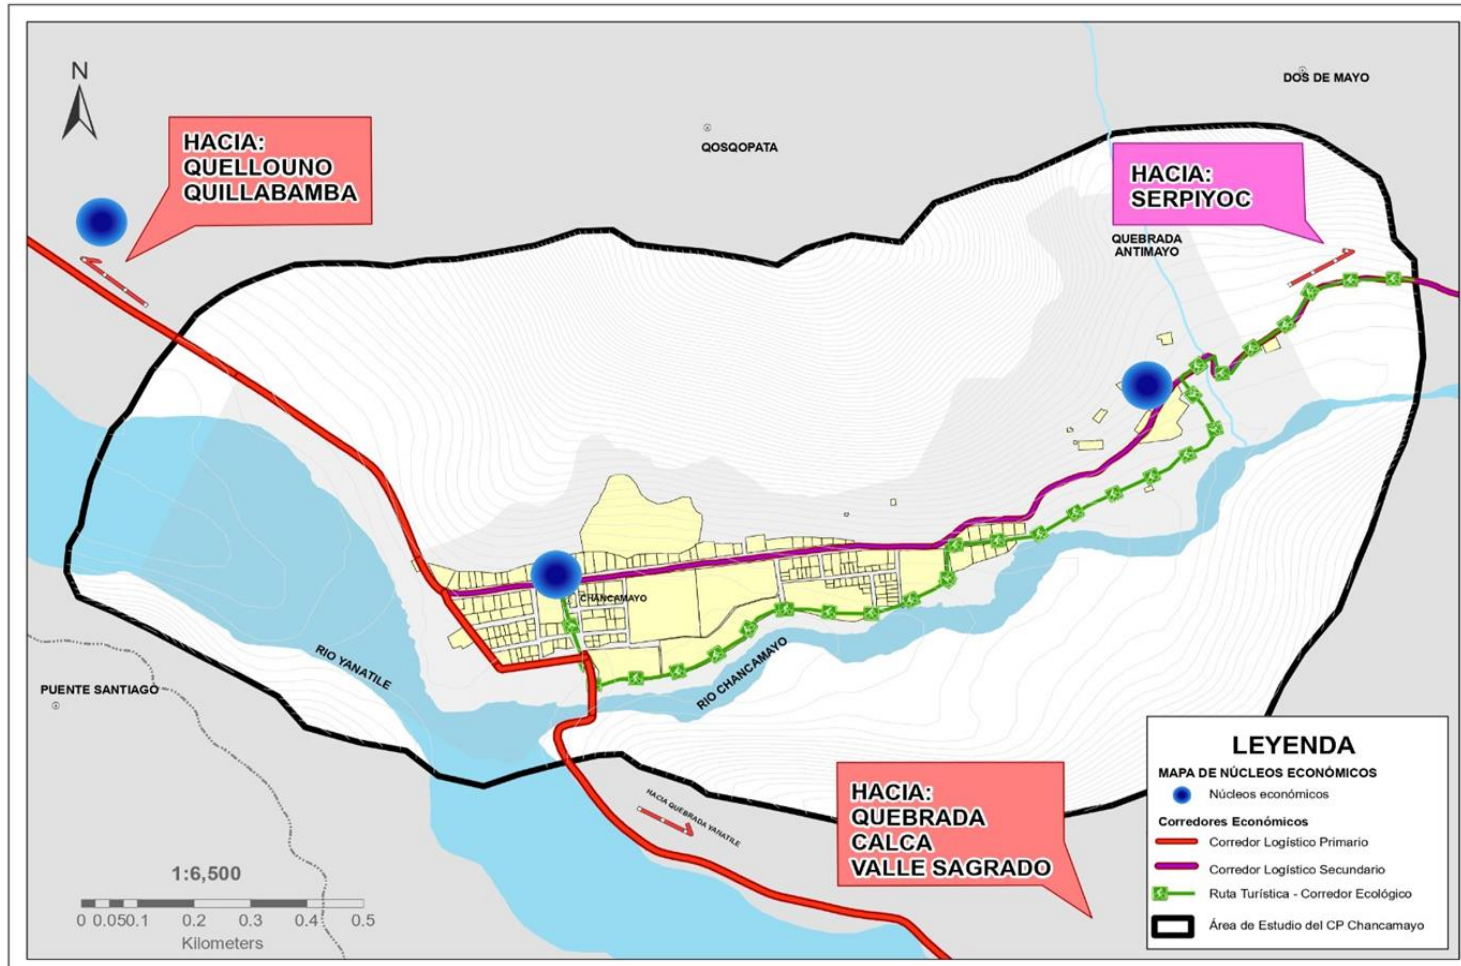 N
DOS DE MAYO
QOSQOPATA
HACIA:
QUELLOUNO
QUILLABAMBA
HACIA:
SERPIYOC
QUEBRADA
ANTIMAYO
CHANCAMAYO
RIO YANATILE
RIO CHANCAMAYO
PUENTE SANTIAGO
HACIA QUEBRADA YANATILE
HACIA:
QUEBRADA
CALCA
VALLE SAGRADO
1:6,500
0 0.050.1 0.2 0.3 0.4 0.5
Kilometers
LEYENDA
MAPA DE NÚCLEOS ECONÓMICOS
Núcleos económicos
Corredores Económicos
Corredor Logístico Primario
Corredor Logístico Secundario
Ruta Turística - Corredor Ecológico
Área de Estudio del CP Chancamayo